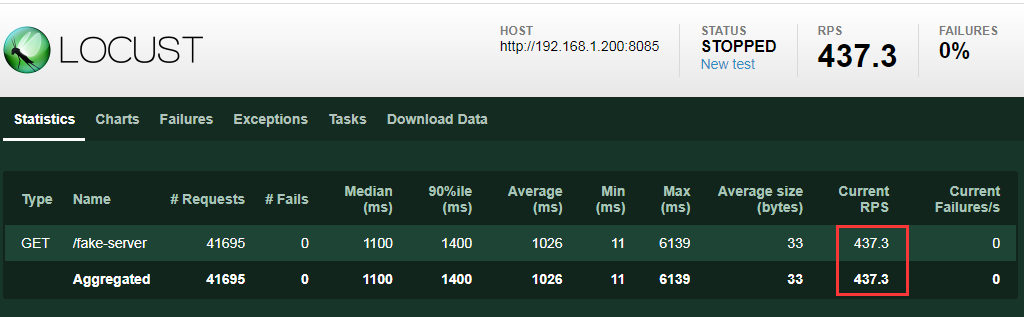 LOCUST
HOST
http://192.168.1.200:8085
STATUS
STOPPED
New test
RPS
437.3
FAILURES
0%
Statistics Charts Failures Exceptions Tasks Download Data
Type Name # Requests # Fails Median (ms) 90%ile (ms) Average (ms) Min (ms) Max (ms) Average size (bytes) Current RPS Current Failures/s
GET /fake-server 41695 0 1100 1400 1026 11 6139 33 437.3 0
Aggregated 41695 0 1100 1400 1026 11 6139 33 437.3 0